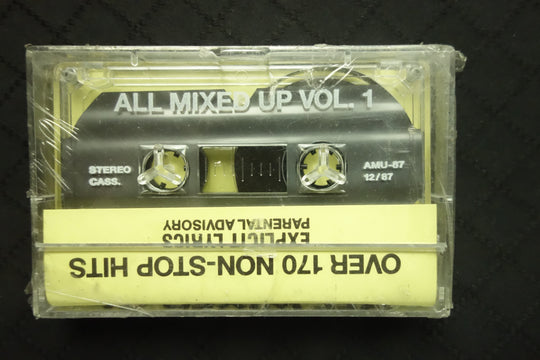 ALL MIXED UP VOL. 1
STEREO
CASS.
AMU-87
12/87
OVER 170 NON-STOP HITS
EXPLICIT LYRICS
PARENTAL ADVISORY